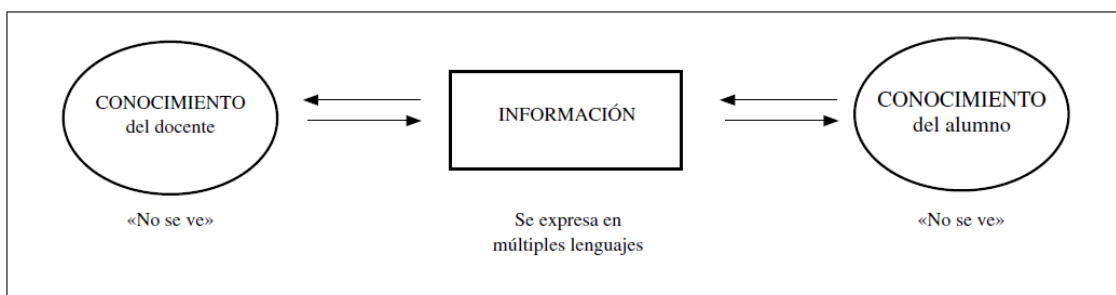 CONOCIMIENTO
del docente
INFORMACIÓN
CONOCIMIENTO
del alumno
«No se ve»
Se expresa en
múltiples lenguajes
«No se ve»